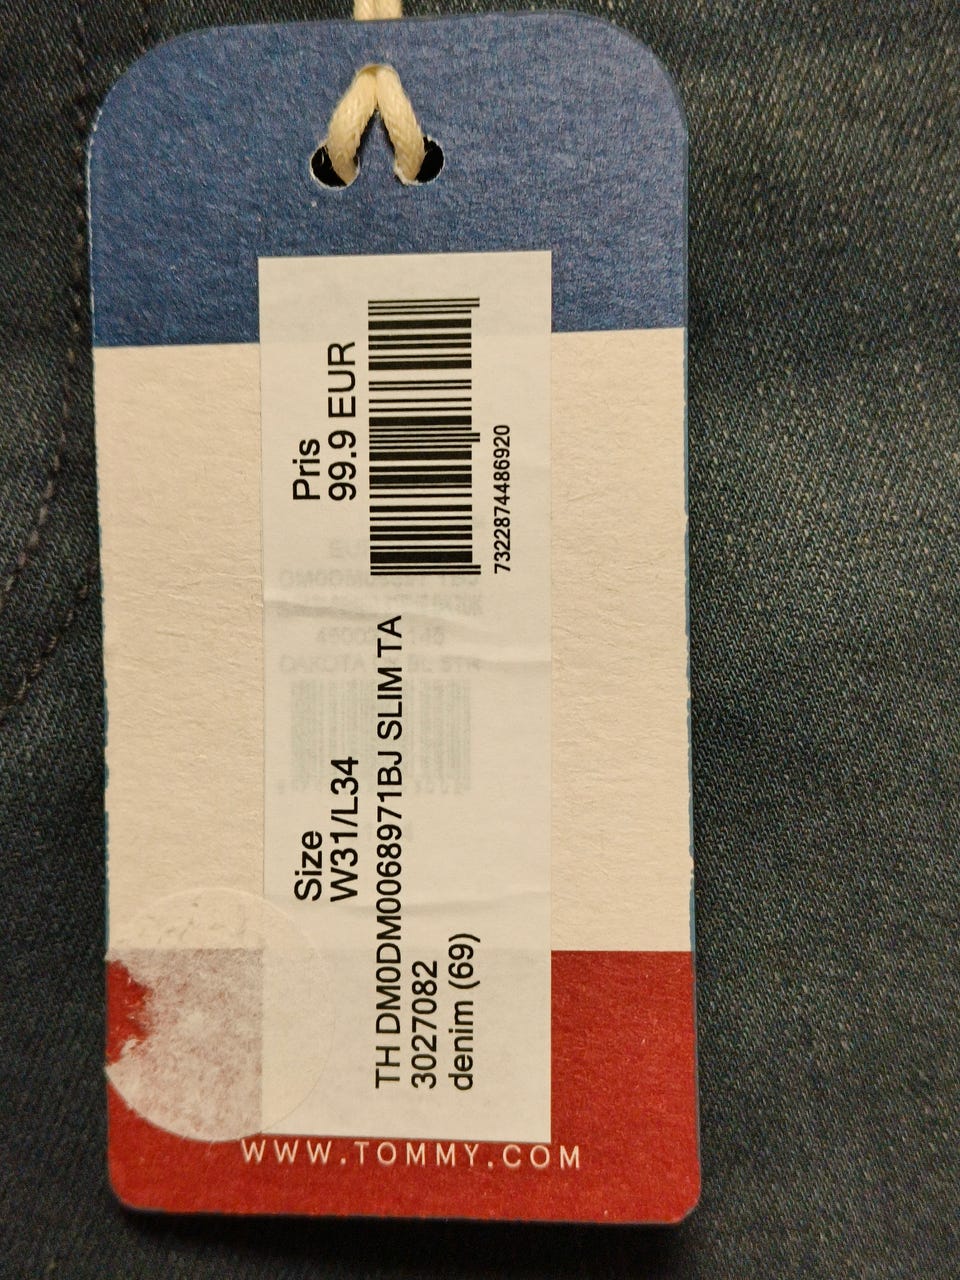 Size
W31/L34
Pris
99.9 EUR
TH DM0DM0068971BJ SLIM TA
3027082
denim (69)
7322874486920
WWW.TOMMY.COM